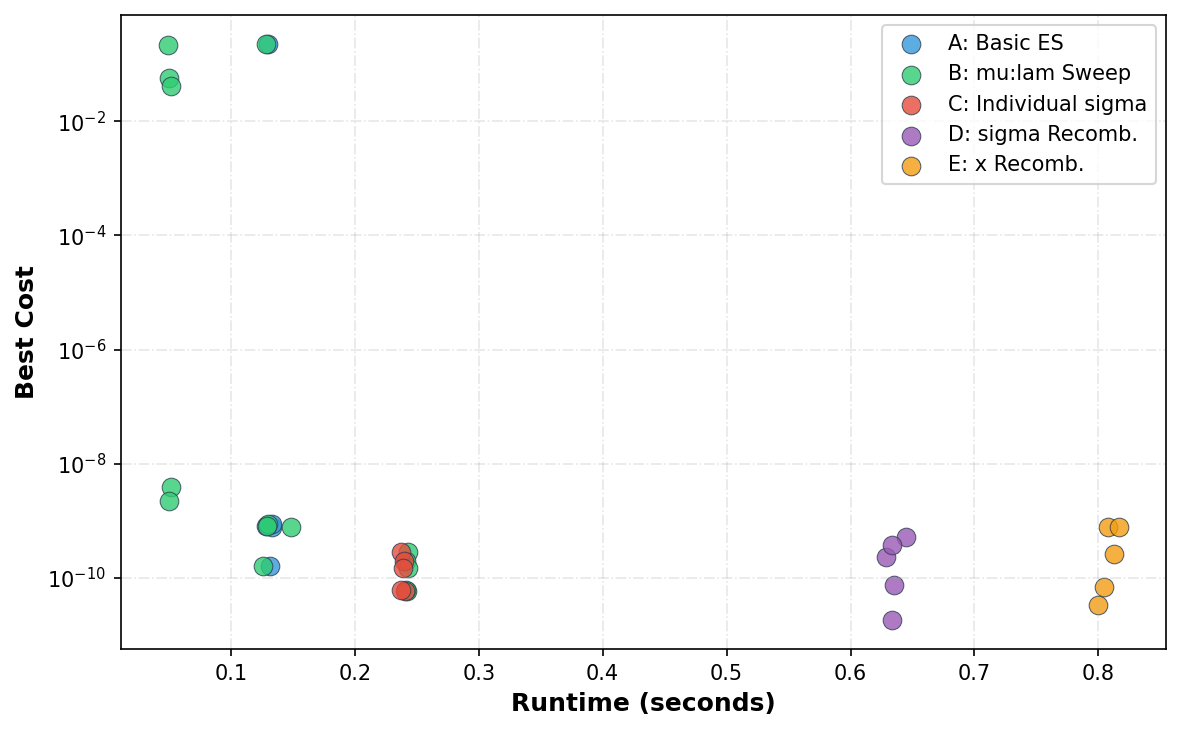 A: Basic ES
B: mu:lam Sweep
C: Individual sigma
D: sigma Recomb.
E: x Recomb.
Best Cost
10⁻²
10⁻⁴
10⁻⁶
10⁻⁸
10⁻¹⁰
0.1 0.2 0.3 0.4 0.5 0.6 0.7 0.8
Runtime (seconds)